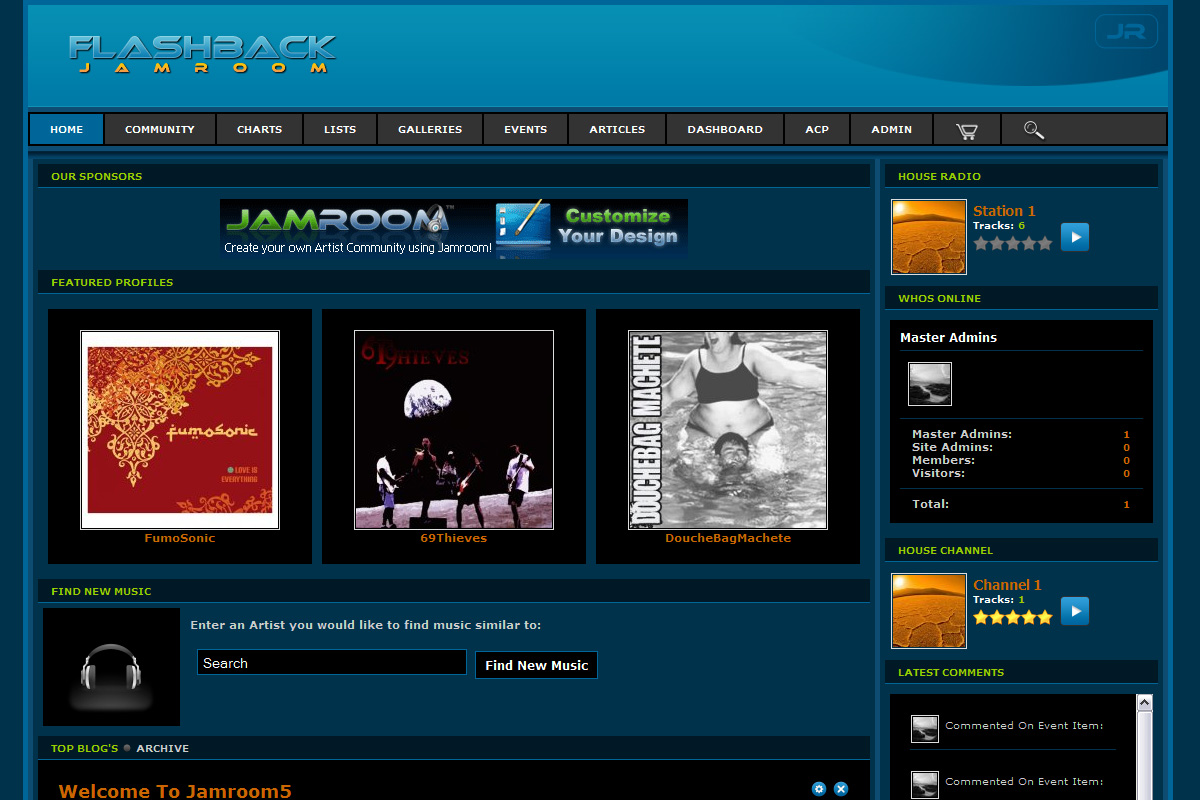 FLASHBACK
JAMROOM
JR
HOME COMMUNITY CHARTS LISTS GALLERIES EVENTS ARTICLES DASHBOARD ACP ADMIN
OUR SPONSORS
JAMROOM™
Create your own Artist Community using Jamroom!
Customize
Your Design
FEATURED PROFILES
fumosonic
LOVE IS
EVERYTHING
FumoSonic
69THIEVES
69Thieves
DOUCHEBAG MACHETE
DoucheBagMachete
FIND NEW MUSIC
Enter an Artist you would like to find music similar to:
Search
Find New Music
TOP BLOG'S ARCHIVE
Welcome To Jamroom5
HOUSE RADIO
Station 1
Tracks: 6
WHOS ONLINE
Master Admins
Master Admins: 1
Site Admins: 0
Members: 0
Visitors: 0
Total: 1
HOUSE CHANNEL
Channel 1
Tracks: 1
LATEST COMMENTS
Commented On Event Item:
Commented On Event Item: